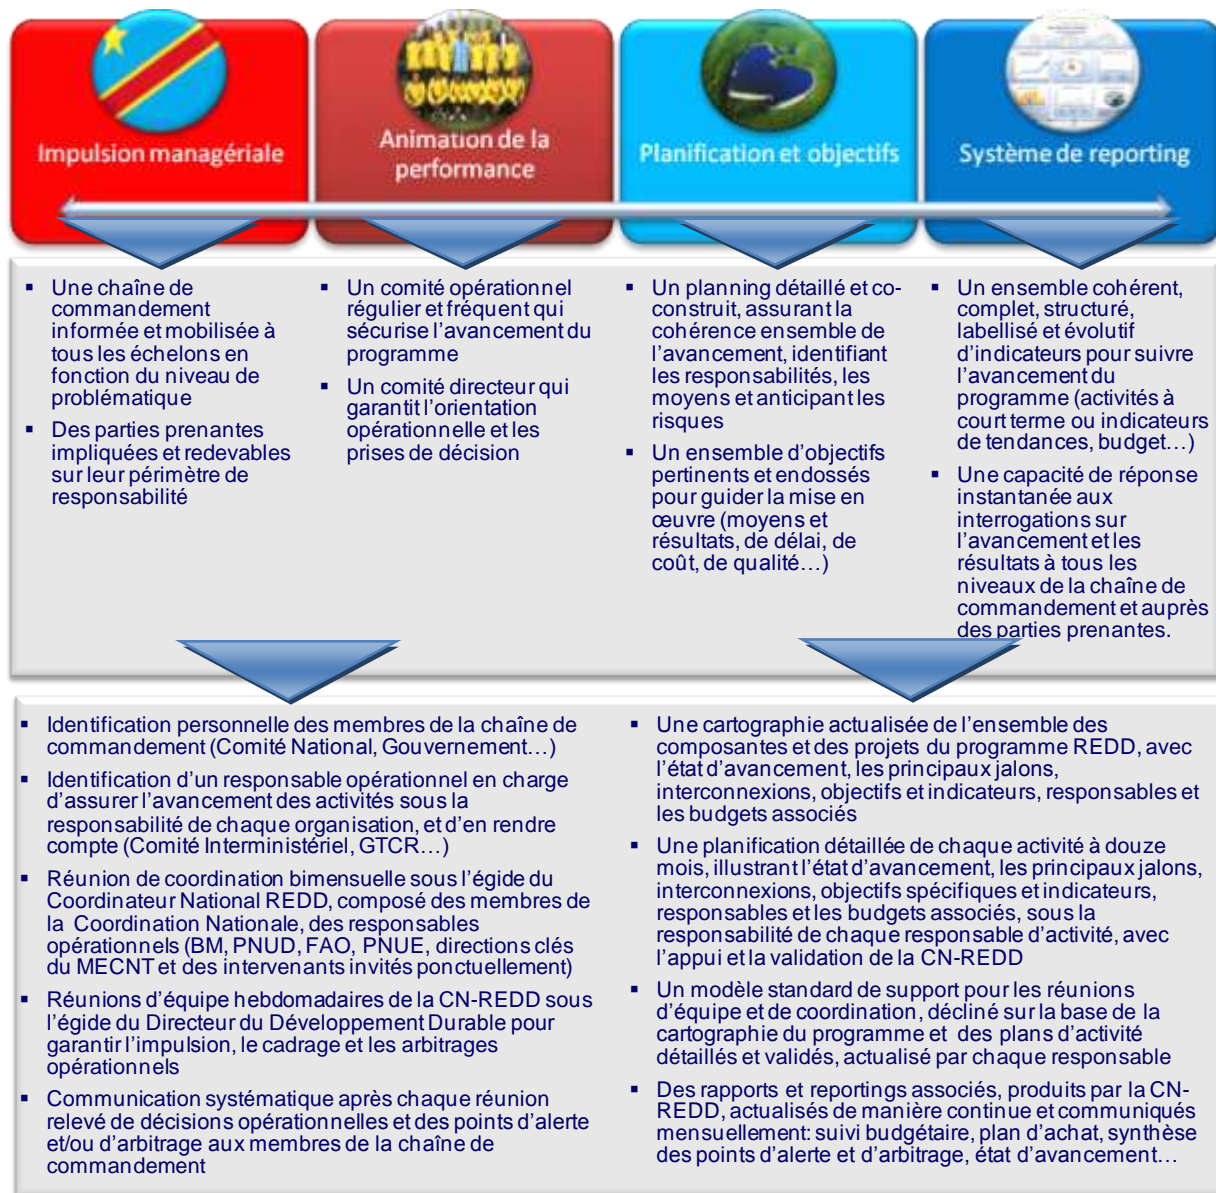 Impulsion managériale
Animation de la
performance
Planification et objectifs
Système de reporting
▪ Une chaîne de
commandement
informée et mobilisée à
tous les échelons en
fonction du niveau de
problématique
▪ Des parties prenantes
impliquées et redevables
sur leur périmètre de
responsabilité
▪ Un comité opérationnel
régulier et fréquent qui
sécurise l’avancement du
programme
▪ Un comité directeur qui
garantit l’orientation
opérationnelle et les
prises de décision
▪ Un planning détaillé et co-
construit, assurant la
cohérence ensemble de
l’avancement, identifiant
les responsabilités, les
moyens et anticipant les
risques
▪ Un ensemble d’objectifs
pertinents et endossés
pour guider la mise en
œuvre (moyens et
résultats, de délai, de
coût, de qualité…)
▪ Un ensemble cohérent,
complet, structuré,
labellisé et évolutif
d’indicateurs pour suivre
l’avancement du
programme (activités à
court terme ou indicateurs
de tendances, budget…)
▪ Une capacité de réponse
instantanée aux
interrogations sur
l’avancement et les
résultats à tous les
niveaux de la chaîne de
commandement et auprès
des parties prenantes.
▪ Identification personnelle des membres de la chaîne de
commandement (Comité National, Gouvernement…)
▪ Identification d’un responsable opérationnel en charge
d’assurer l’avancement des activités sous la
responsabilité de chaque organisation, et d’en rendre
compte (Comité Interministériel, GTCR…)
▪ Réunion de coordination bimensuelle sous l’égide du
Coordinateur National REDD, composé des membres de
la Coordination Nationale, des responsables
opérationnels (BM, PNUD, FAO, PNUE, directions clés
du MECNT et des intervenants invités ponctuellement)
▪ Réunions d’équipe hebdomadaires de la CN-REDD sous
l’égide du Directeur du Développement Durable pour
garantir l’impulsion, le cadrage et les arbitrages
opérationnels
▪ Communication systématique après chaque réunion
relevé de décisions opérationnelles et des points d’alerte
et/ou d’arbitrage aux membres de la chaîne de
commandement
▪ Une cartographie actualisée de l’ensemble des
composantes et des projets du programme REDD, avec
l’état d’avancement, les principaux jalons,
interconnexions, objectifs et indicateurs, responsables et
les budgets associés
▪ Une planification détaillée de chaque activité à douze
mois, illustrant l’état d’avancement, les principaux jalons,
interconnexions, objectifs spécifiques et indicateurs,
responsables et les budgets associés, sous la
responsabilité de chaque responsable d’activité, avec
l’appui et la validation de la CN-REDD
▪ Un modèle standard de support pour les réunions
d’équipe et de coordination, décliné sur la base de la
cartographie du programme et des plans d’activité
détaillés et validés, actualisé par chaque responsable
▪ Des rapports et reportings associés, produits par la CN-
REDD, actualisés de manière continue et communiqués
mensuellement: suivi budgétaire, plan d’achat, synthèse
des points d’alerte et d’arbitrage, état d’avancement…